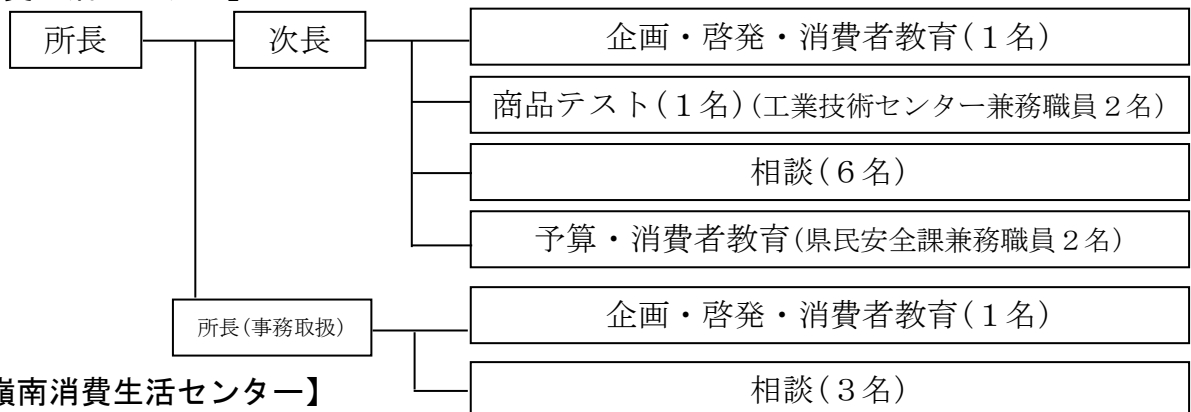 所長
次長
企画・啓発・消費者教育(１名)
商品テスト(１名)(工業技術センター兼務職員２名)
相談(６名)
予算・消費者教育(県民安全課兼務職員２名)
所長(事務取扱)
企画・啓発・消費者教育(１名)
嶺南消費生活センター】
相談(３名)